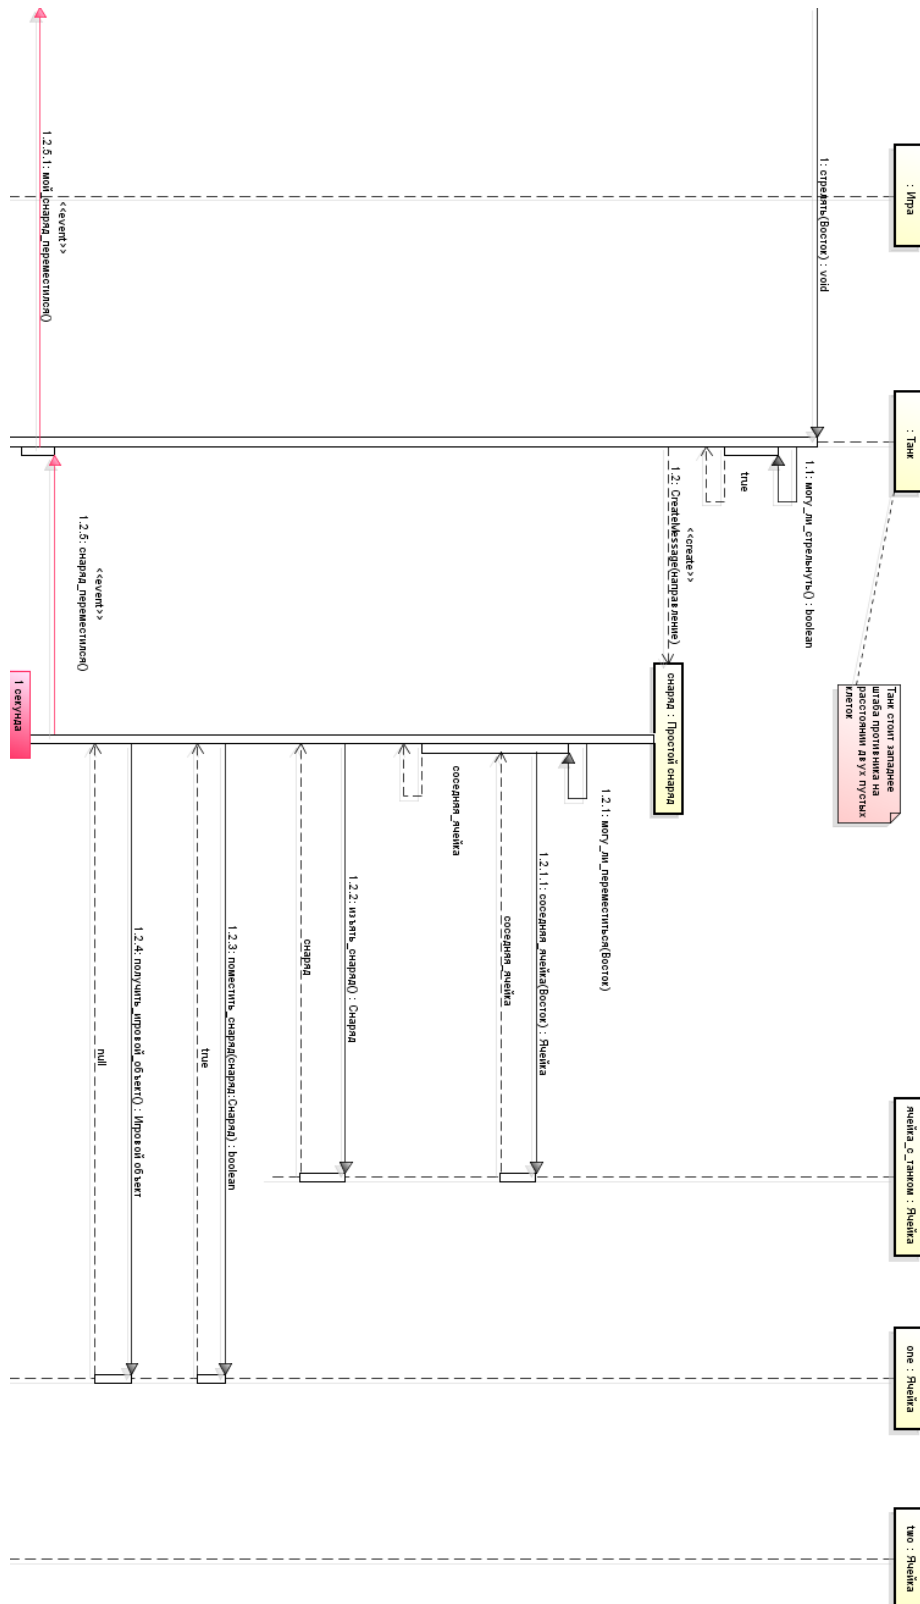 : Игра
: Танк
ячейка_с_танком : Ячейка
one : Ячейка
two : Ячейка
Танк стоит западнее
штаба противника на
расстоянии двух пустых
клеток
1: стрелять(Восток) : void
1.1: могу_ли_стрельнуть() : boolean
true
<<create>>
1.2: CreateMessage(направление)
снаряд : Простой снаряд
1.2.1: могу_ли_переместиться(Восток)
1.2.1.1: соседняя_ячейка(Восток) : Ячейка
соседняя_ячейка
соседняя_ячейка
1.2.2: изъять_снаряд() : Снаряд
снаряд
1.2.3: поместить_снаряд(снаряд:Снаряд) : boolean
true
1.2.4: получить_игровой_объект() : Игровой объект
null
<<event>>
1.2.5: снаряд_переместился()
<<event>>
1.2.5.1: мой_снаряд_переместился()
1 секунда